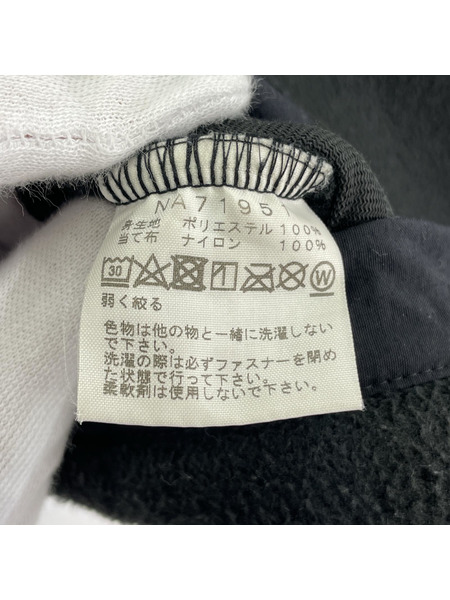 NA71951
身生地 ポリエステル 100%
当て布 ナイロン 100%
30 W
弱く絞る
色物は他の物と一緒に洗濯しない
で下さい。
洗濯の際は必ずファスナーを閉め
た状態で行って下さい。
柔軟剤は使用しないで下さい。